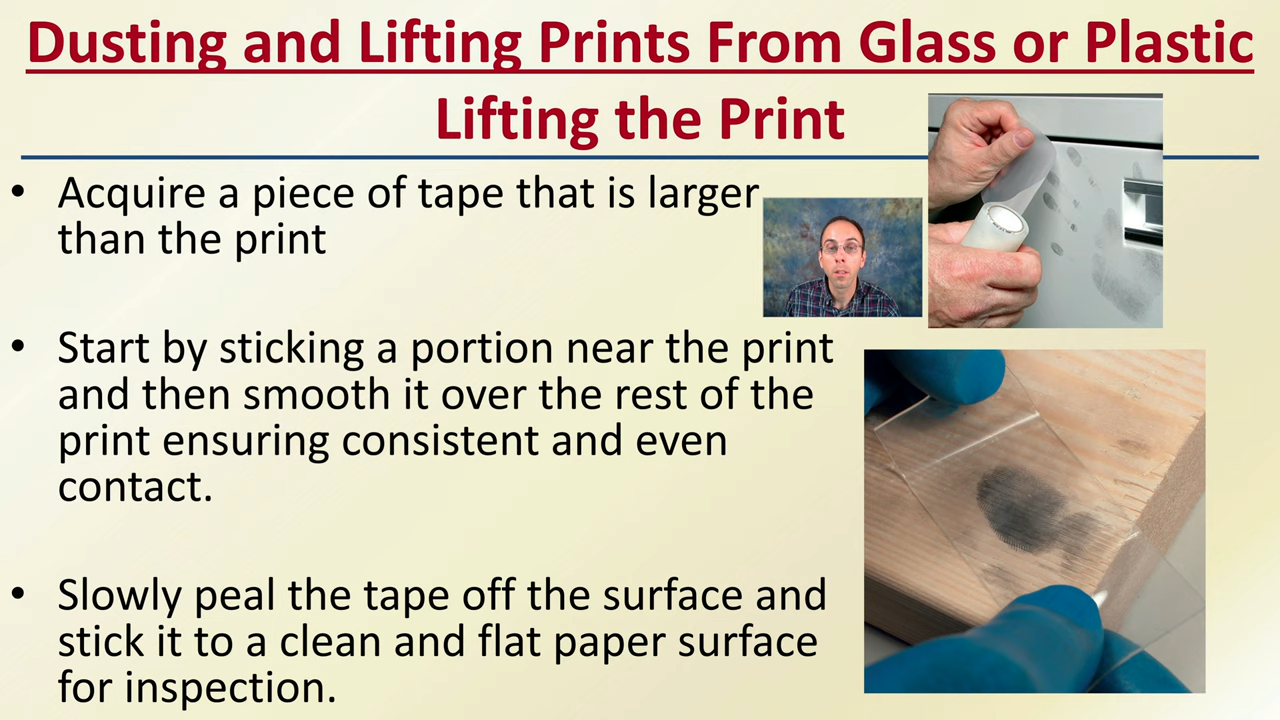 Dusting and Lifting Prints From Glass or Plastic
Lifting the Print
• Acquire a piece of tape that is larger
than the print
• Start by sticking a portion near the print
and then smooth it over the rest of the
print ensuring consistent and even
contact.
• Slowly peal the tape off the surface and
stick it to a clean and flat paper surface
for inspection.